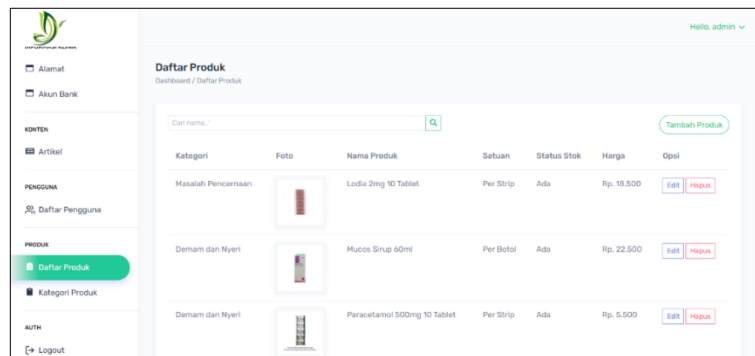 Hello, admin
INFORMASI KLINIK
Alamat
Akun Bank
KONTEN
Artikel
PENGGUNA
Daftar Pengguna
PRODUK
Daftar Produk
Kategori Produk
AUTH
Logout
Daftar Produk
Dashboard / Daftar Produk
Cari nama..'
Tambah Produk
Kategori Foto Nama Produk Satuan Status Stok Harga Opsi
Masalah Pencernaan Lodia 2mg 10 Tablet Per Strip Ada Rp. 18.500 Edit Hapus
Demam dan Nyeri Mucos Sirup 60ml Per Botol Ada Rp. 22.500 Edit Hapus
Demam dan Nyeri Paracetamol 500mg 10 Tablet Per Strip Ada Rp. 5.500 Edit Hapus